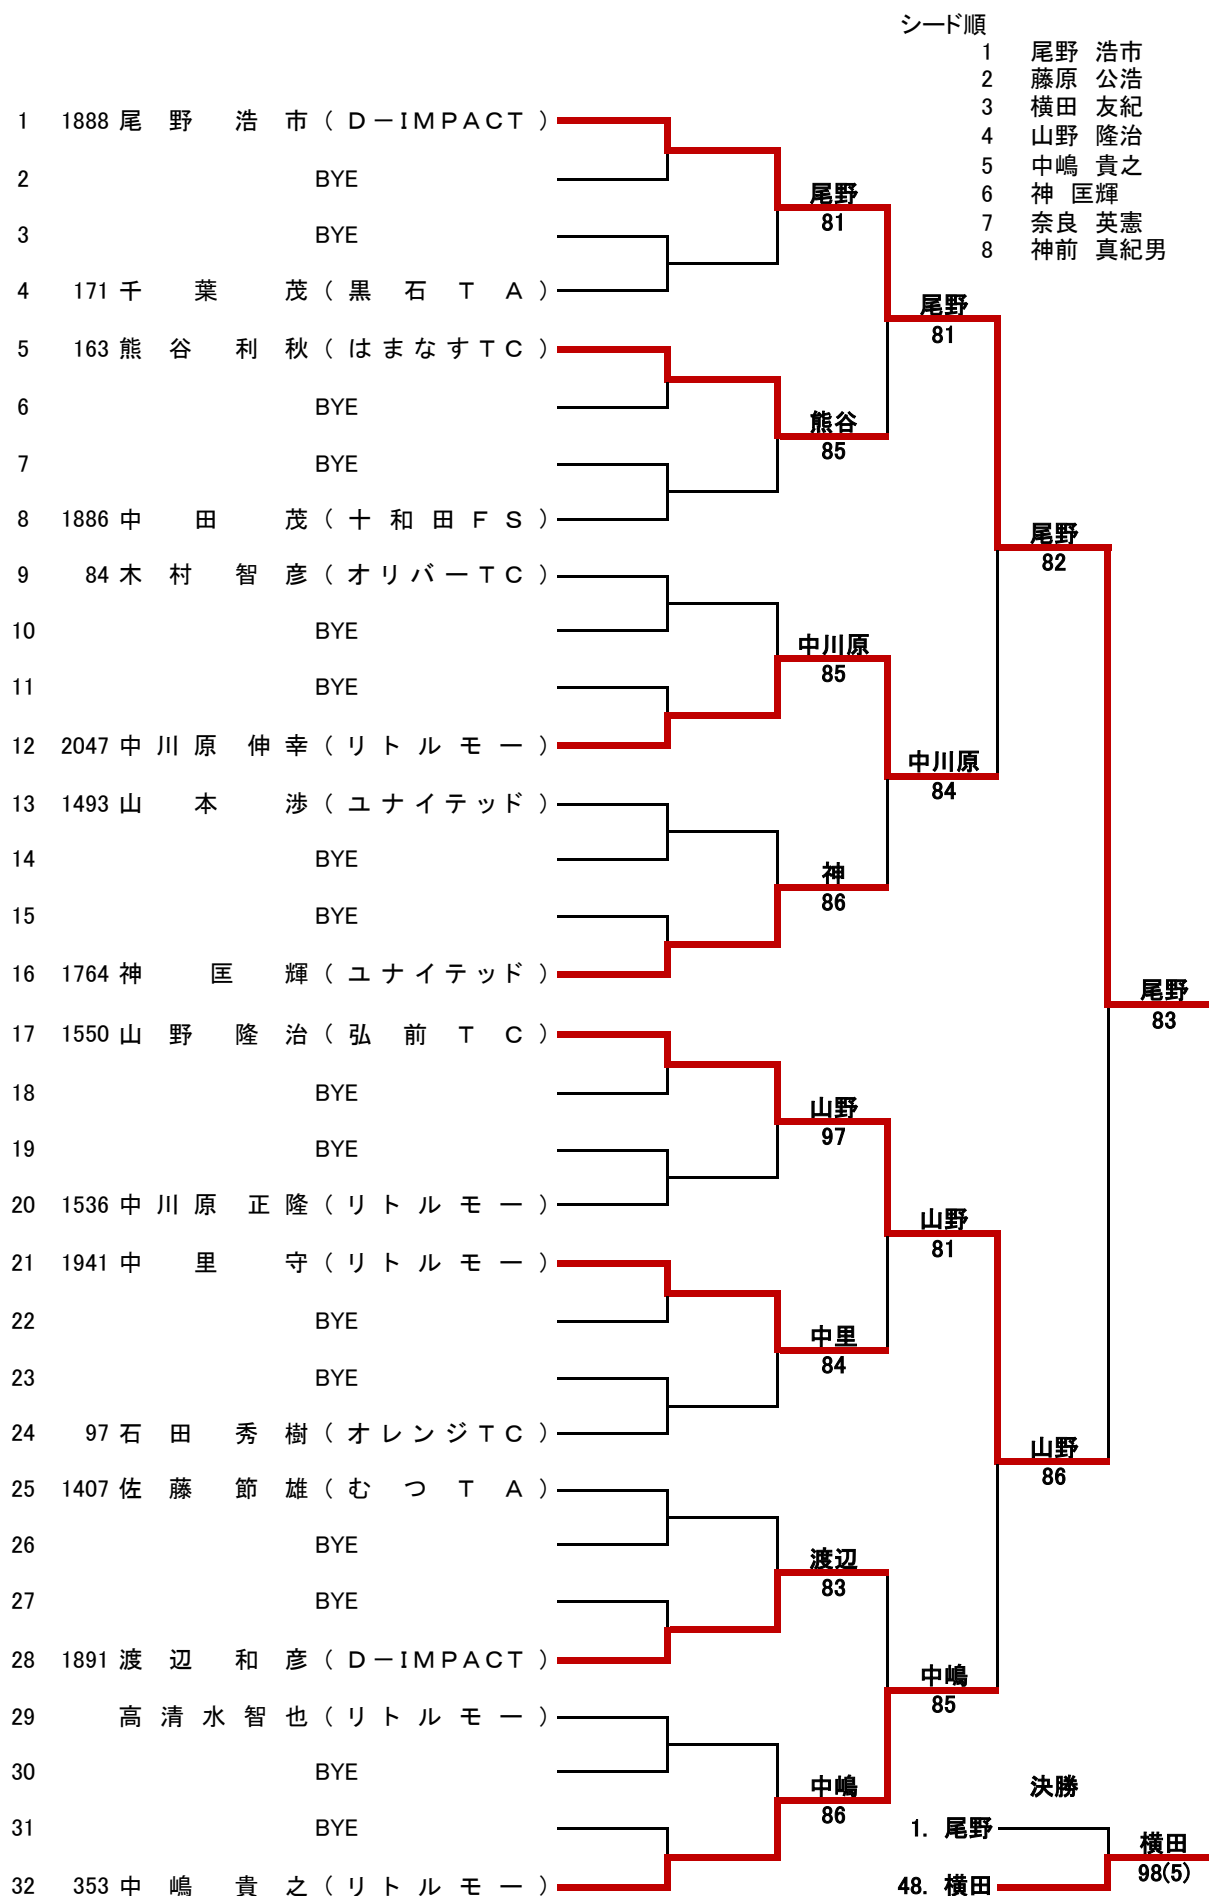 シード順
1 尾野 浩市
2 藤原 公浩
3 横田 友紀
4 山野 隆治
5 中嶋 貴之
6 神 匡輝
7 奈良 英憲
8 神前 真紀男
1 1888 尾野 浩市 (D-IMPACT)
2 BYE
3 BYE
4 171 千葉 茂 (黒石TA)
5 163 熊谷 利秋 (はまなすTC)
6 BYE
7 BYE
8 1886 中田 茂 (十和田FS)
9 84 木村 智彦 (オリバーTC)
10 BYE
11 BYE
12 2047 中川原 伸幸 (リトルモー)
13 1493 山本 渉 (ユナイテッド)
14 BYE
15 BYE
16 1764 神 匡輝 (ユナイテッド)
17 1550 山野 隆治 (弘前TC)
18 BYE
19 BYE
20 1536 中川原 正隆 (リトルモー)
21 1941 中里 守 (リトルモー)
22 BYE
23 BYE
24 97 石田 秀樹 (オレンジTC)
25 1407 佐藤 節雄 (むつTA)
26 BYE
27 BYE
28 1891 渡辺 和彦 (D-IMPACT)
29 高清水智也 (リトルモー)
30 BYE
31 BYE
32 353 中嶋 貴之 (リトルモー)
尾野
81
熊谷
85
中川原
85
神
86
山野
97
中里
84
渡辺
83
中嶋
86
尾野
81
中川原
84
山野
81
中嶋
85
尾野
82
山野
86
尾野
83
決勝
1. 尾野
48. 横田
横田
98(5)